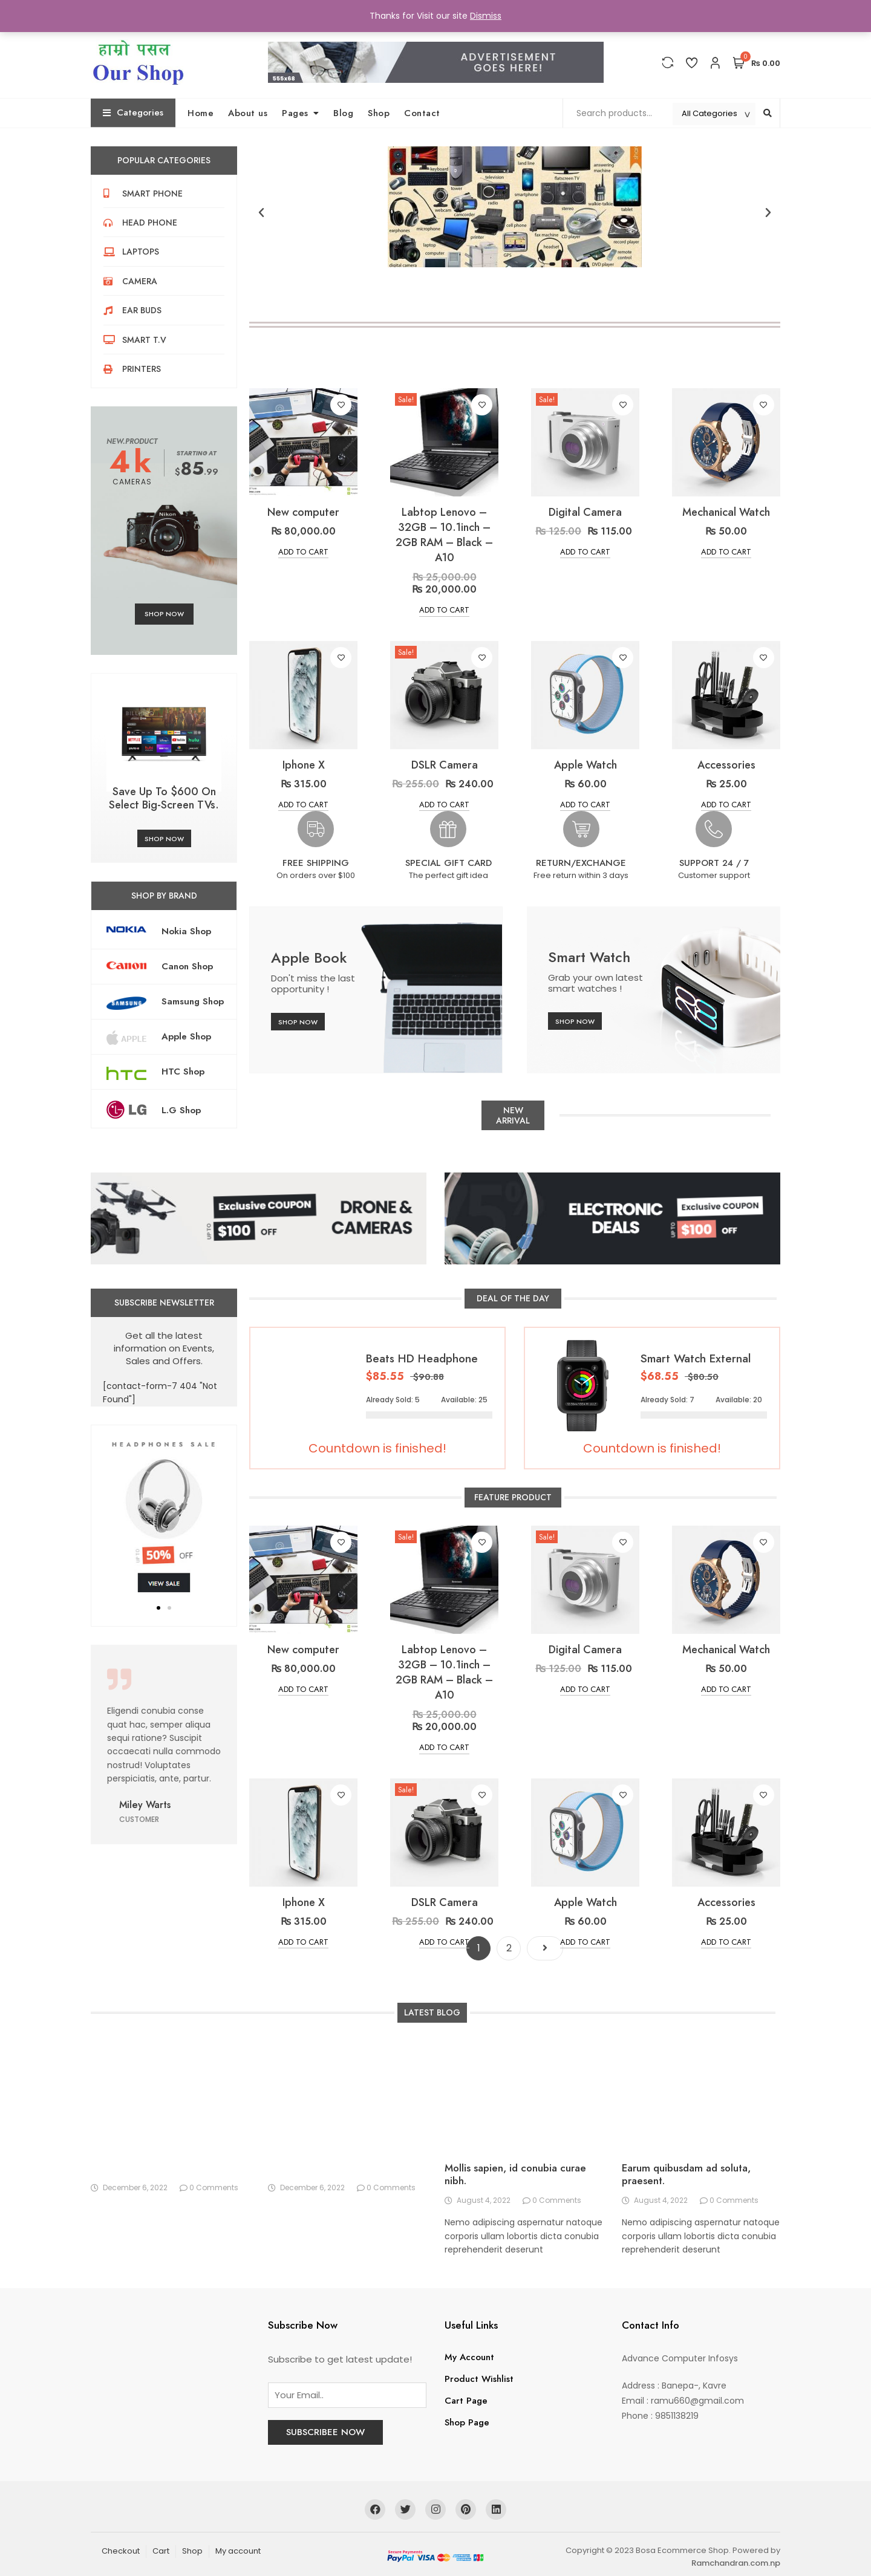 Thanks for Visit our site Dismiss
हाम्रो पसल
Our Shop
555x68
ADVERTISEMENT
GOES HERE!
0
₨ 0.00
Categories
Home
About us
Pages
Blog
Shop
Contact
Search products...
All Categories
POPULAR CATEGORIES
SMART PHONE
HEAD PHONE
LAPTOPS
CAMERA
EAR BUDS
SMART T.V
PRINTERS
NEW.PRODUCT
4k
CAMERAS
STARTING AT
$85.99
SHOP NOW
Save Up To $600 On
Select Big-Screen TVs.
SHOP NOW
SHOP BY BRAND
NOKIA
Nokia Shop
Canon
Canon Shop
SAMSUNG
Samsung Shop
APPLE
Apple Shop
hTC
HTC Shop
LG
L.G Shop
New computer
₨ 80,000.00
ADD TO CART
Sale!
Labtop Lenovo –
32GB – 10.1inch –
2GB RAM – Black –
A10
₨ 25,000.00
₨ 20,000.00
ADD TO CART
Sale!
Digital Camera
₨ 125.00 ₨ 115.00
ADD TO CART
Mechanical Watch
₨ 50.00
ADD TO CART
Iphone X
₨ 315.00
ADD TO CART
Sale!
DSLR Camera
₨ 255.00 ₨ 240.00
ADD TO CART
Apple Watch
₨ 60.00
ADD TO CART
Accessories
₨ 25.00
ADD TO CART
FREE SHIPPING
On orders over $100
SPECIAL GIFT CARD
The perfect gift idea
RETURN/EXCHANGE
Free return within 3 days
SUPPORT 24 / 7
Customer support
Apple Book
Don't miss the last
opportunity !
SHOP NOW
Smart Watch
Grab your own latest
smart watches !
SHOP NOW
NEW
ARRIVAL
Exclusive COUPON
UP TO $100 OFF
DRONE &
CAMERAS
ELECTRONIC
DEALS
Exclusive COUPON
UP TO $100 OFF
SUBSCRIBE NEWSLETTER
Get all the latest
information on Events,
Sales and Offers.
[contact-form-7 404 "Not
Found"]
HEADPHONES SALE
UP TO 50% OFF
VIEW SALE
Eligendi conubia conse
quat hac, semper aliqua
sequi ratione? Suscipit
occaecati nulla commodo
nostrud! Voluptates
perspiciatis, ante, partur.
Miley Warts
CUSTOMER
DEAL OF THE DAY
Beats HD Headphone
$85.55 -$90.88
Already Sold: 5
Available: 25
Countdown is finished!
Smart Watch External
$68.55 -$80.50
Already Sold: 7
Available: 20
Countdown is finished!
FEATURE PRODUCT
New computer
₨ 80,000.00
ADD TO CART
Sale!
Labtop Lenovo –
32GB – 10.1inch –
2GB RAM – Black –
A10
₨ 25,000.00
₨ 20,000.00
ADD TO CART
Sale!
Digital Camera
₨ 125.00 ₨ 115.00
ADD TO CART
Mechanical Watch
₨ 50.00
ADD TO CART
Iphone X
₨ 315.00
ADD TO CART
Sale!
DSLR Camera
₨ 255.00 ₨ 240.00
ADD TO CART
Apple Watch
₨ 60.00
ADD TO CART
Accessories
₨ 25.00
ADD TO CART
1
2
LATEST BLOG
December 6, 2022
0 Comments
December 6, 2022
0 Comments
Mollis sapien, id conubia curae
nibh.
August 4, 2022
0 Comments
Nemo adipiscing aspernatur natoque
corporis ullam lobortis dicta conubia
reprehenderit deserunt
Earum quibusdam ad soluta,
praesent.
August 4, 2022
0 Comments
Nemo adipiscing aspernatur natoque
corporis ullam lobortis dicta conubia
reprehenderit deserunt
Subscribe Now
Subscribe to get latest update!
Your Email..
SUBSCRIBEE NOW
Useful Links
My Account
Product Wishlist
Cart Page
Shop Page
Contact Info
Advance Computer Infosys
Address : Banepa-, Kavre
Email : ramu660@gmail.com
Phone : 9851138219
Checkout
Cart
Shop
My account
Secure Payments
PayPal VISA
Copyright © 2023 Bosa Ecommerce Shop. Powered by
Ramchandran.com.np